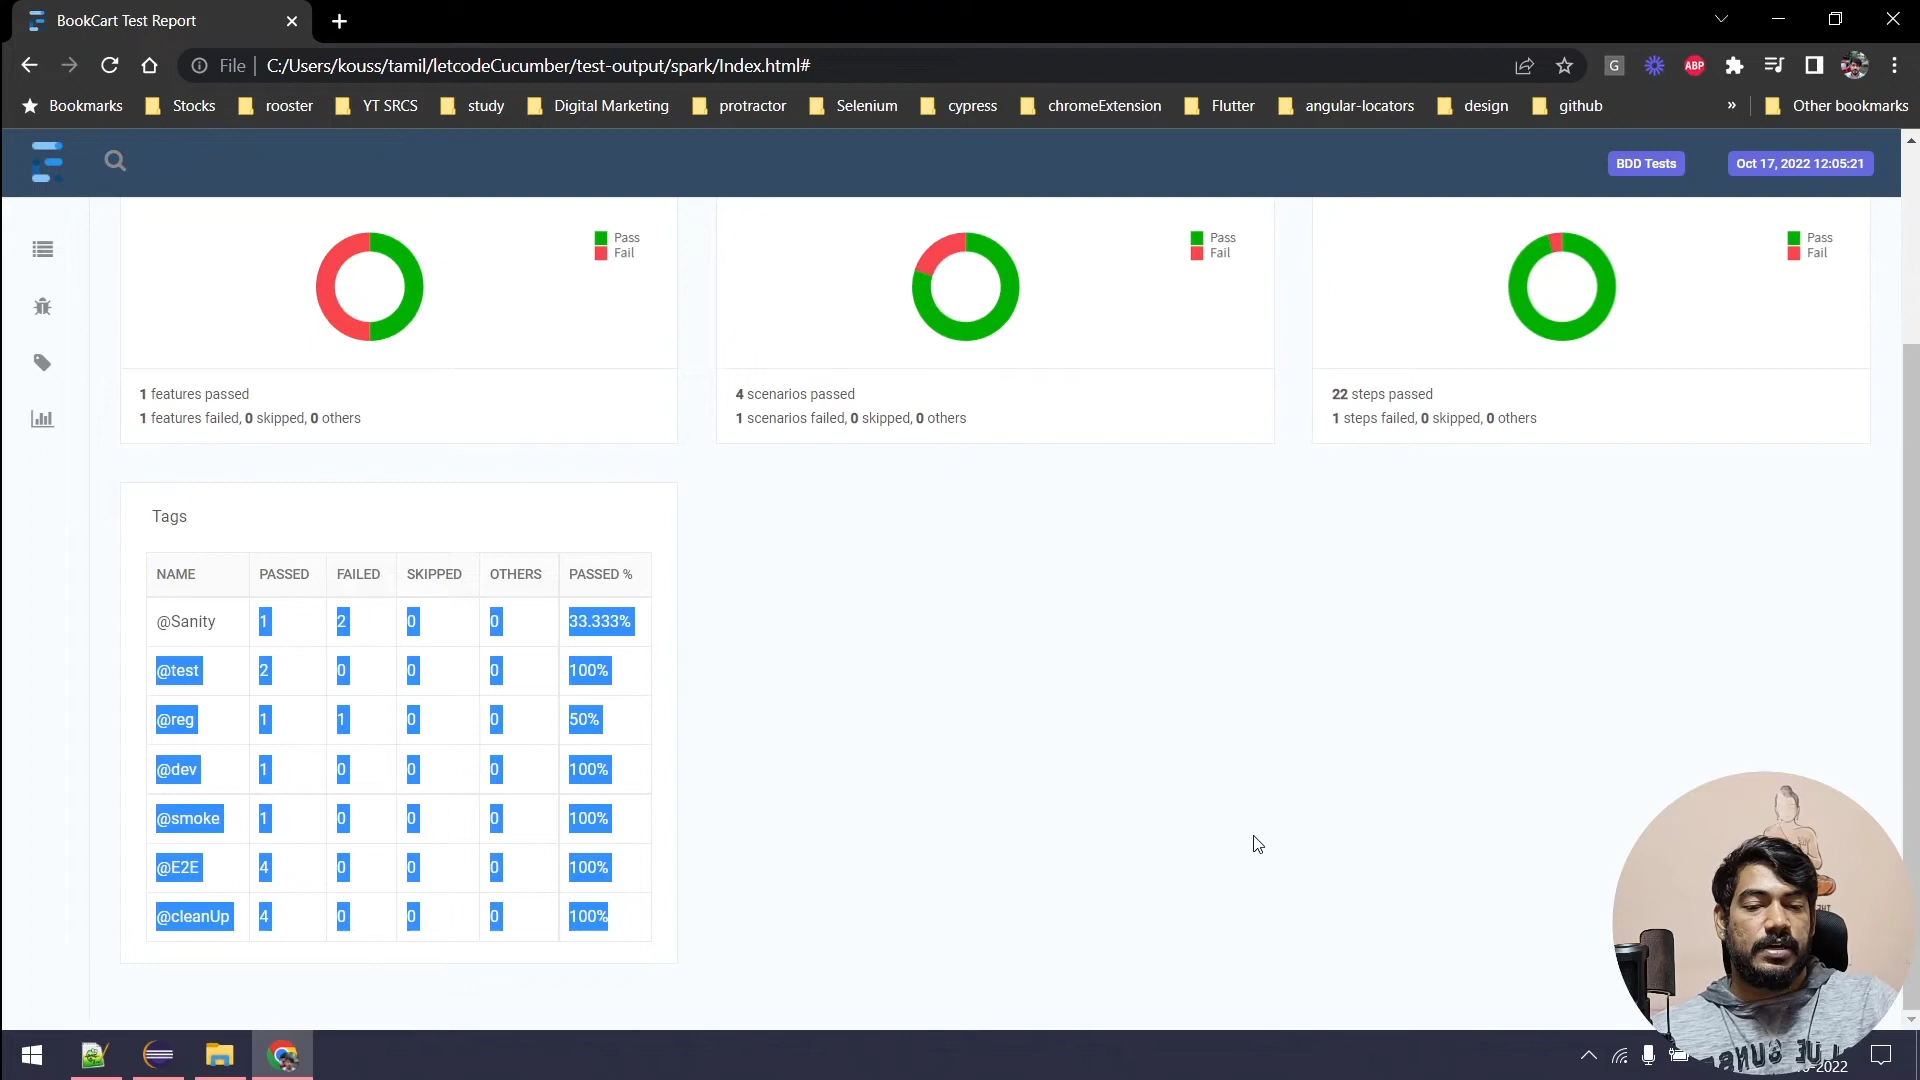 BookCart Test Report
File
C:/Users/kouss/tamil/letcodeCucumber/test-output/spark/Index.html#
G
ABP
Bookmarks
Stocks
rooster
YT SRCS
study
Digital Marketing
protractor
Selenium
cypress
chromeExtension
Flutter
angular-locators
design
github
»
Other bookmarks
BDD Tests
Oct 17, 2022 12:05:21
Pass
Fail
Pass
Fail
Pass
Fail
1 features passed
1 features failed, 0 skipped, 0 others
4 scenarios passed
1 scenarios failed, 0 skipped, 0 others
22 steps passed
1 steps failed, 0 skipped, 0 others
Tags
NAME PASSED FAILED SKIPPED OTHERS PASSED %
@Sanity 1 2 0 0 33.333%
@test 2 0 0 0 100%
@reg 1 1 0 0 50%
@dev 1 0 0 0 100%
@smoke 1 0 0 0 100%
@E2E 4 0 0 0 100%
@cleanUp 4 0 0 0 100%